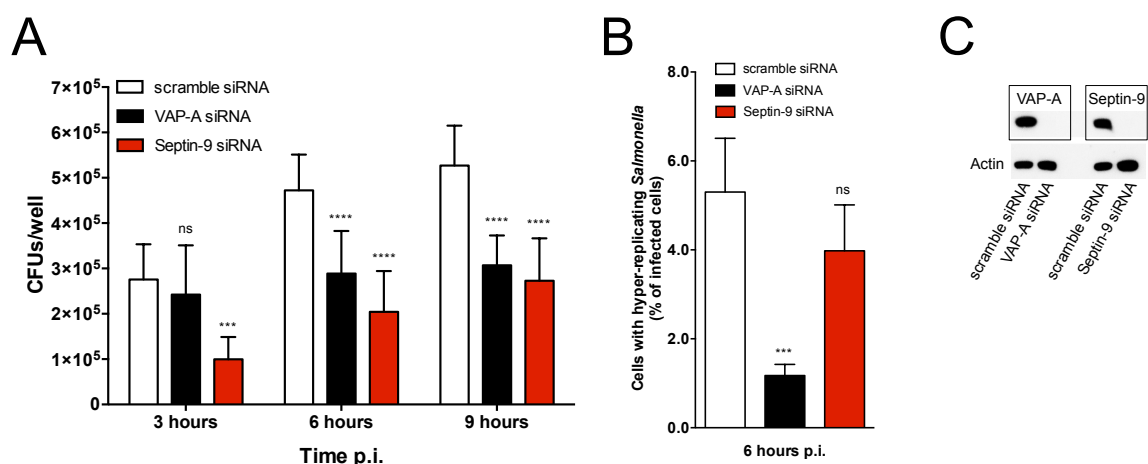 A
scramble siRNA
VAP-A siRNA
Septin-9 siRNA
CFUs/well
7×10⁵
6×10⁵
5×10⁵
4×10⁵
3×10⁵
2×10⁵
1×10⁵
0
ns
***
****
****
****
****
3 hours
6 hours
9 hours
Time p.i.
B
scramble siRNA
VAP-A siRNA
Septin-9 siRNA
Cells with hyper-replicating Salmonella
(% of infected cells)
8.0
6.0
4.0
2.0
0.0
***
ns
6 hours p.i.
C
VAP-A
Septin-9
Actin
scramble siRNA
VAP-A siRNA
scramble siRNA
Septin-9 siRNA